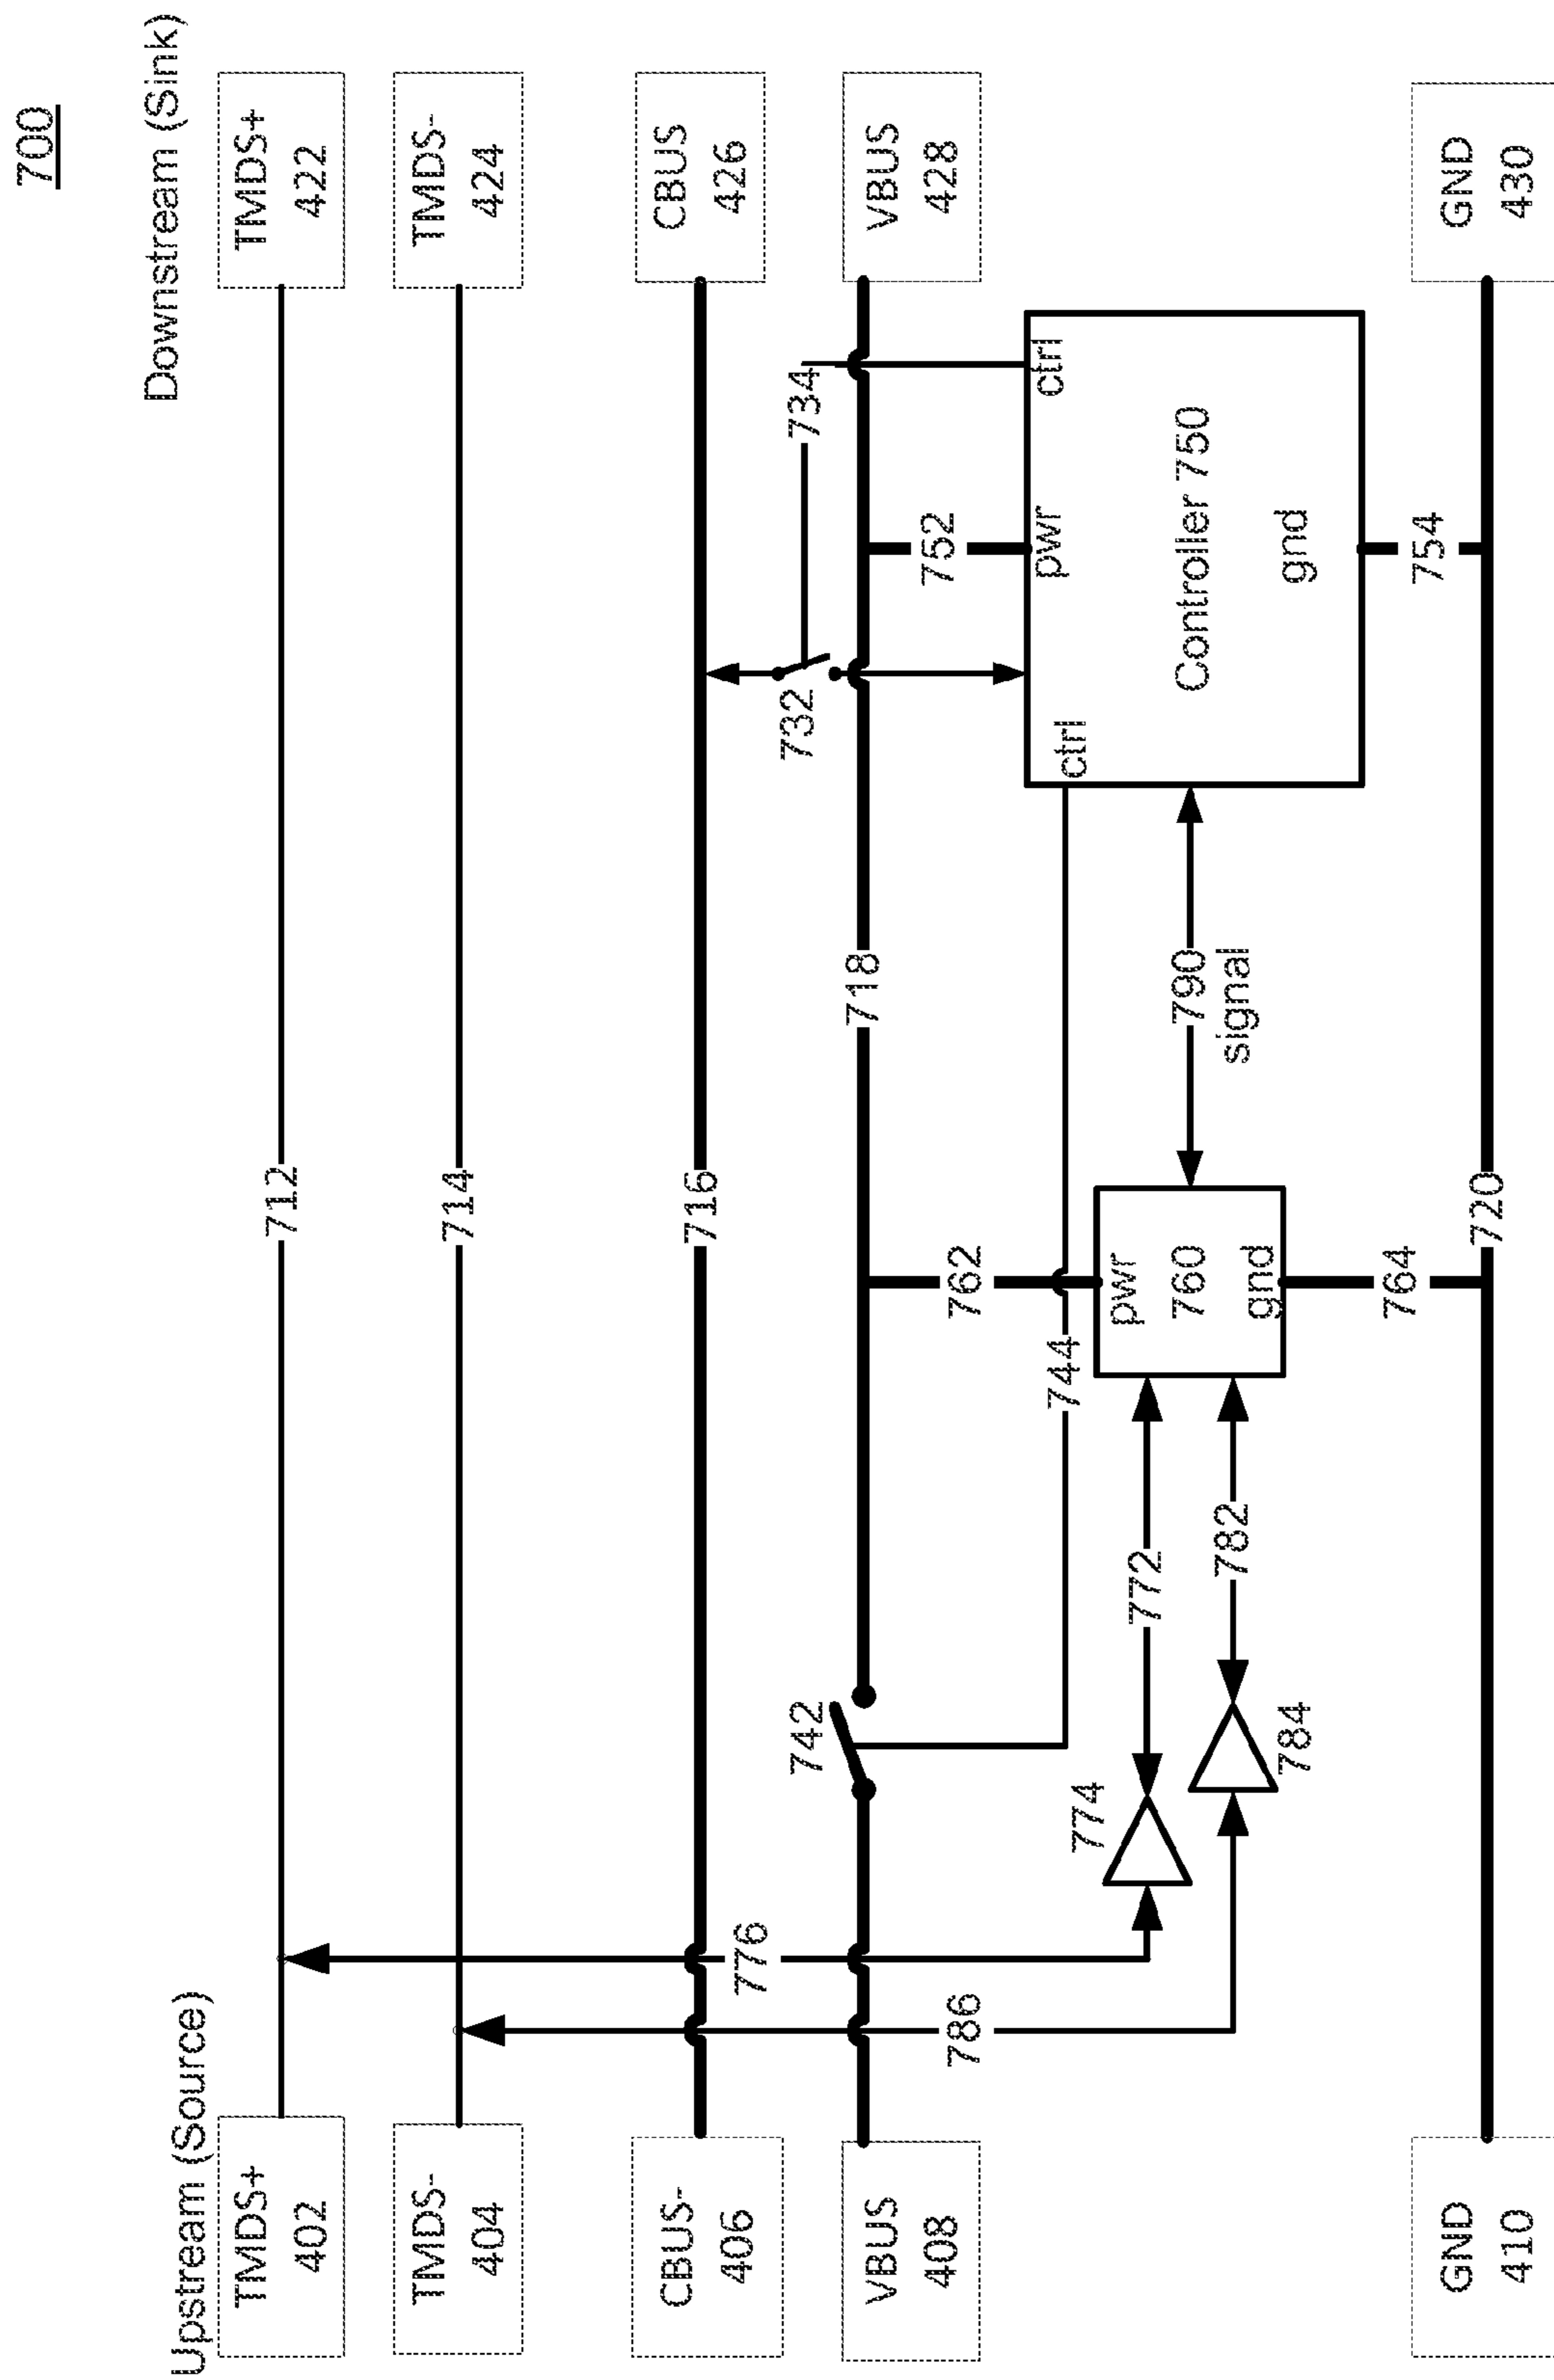 700
Upstream (Source)
Downstream (Sink)
TMDS+
402
712
TMDS+
422
TMDS-
404
714
TMDS-
424
CBUS-
406
716
CBUS
426
776
742
732
734
VBUS
408
718
VBUS
428
786
762
752
744
774
772
pwr
760
gnd
784
782
790
signal
ctrl
pwr
ctrl
Controller 750
gnd
764
754
GND
410
720
GND
430